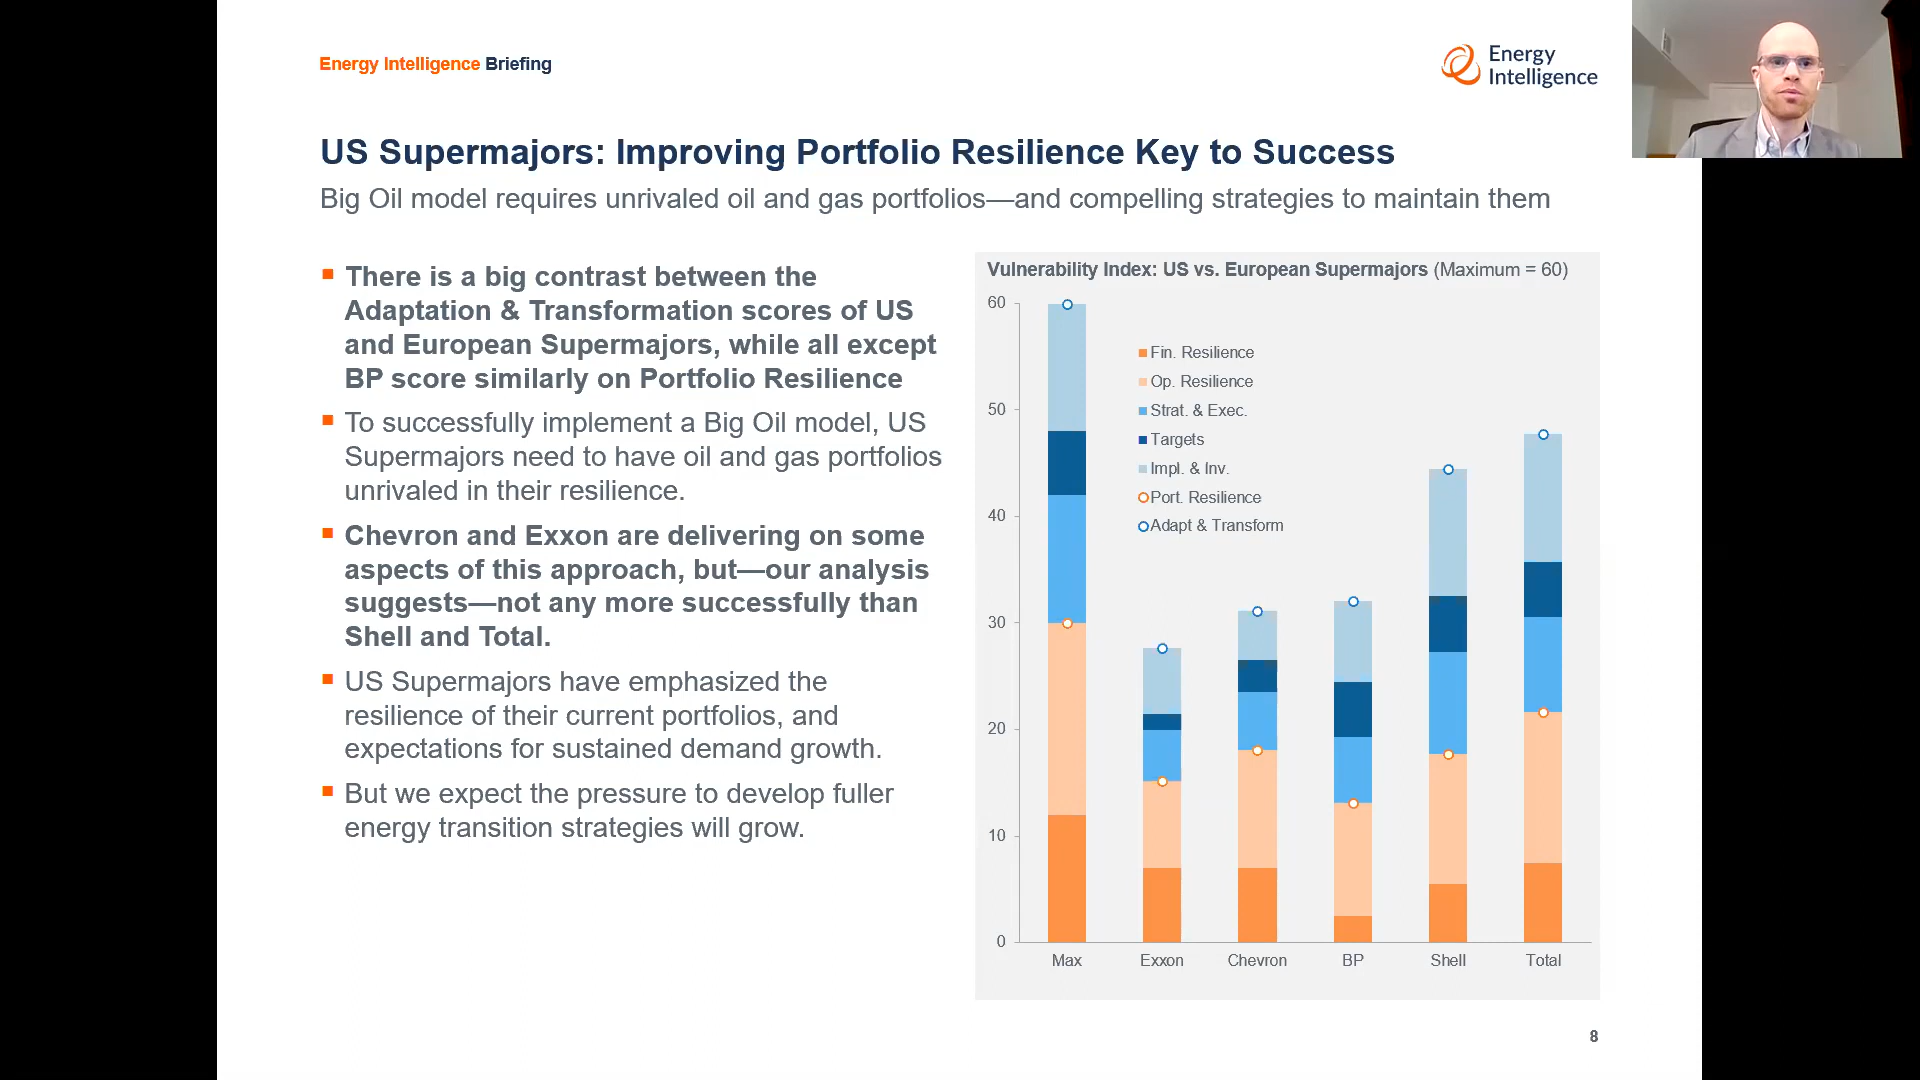 Energy Intelligence Briefing
Energy
Intelligence
US Supermajors: Improving Portfolio Resilience Key to Success
Big Oil model requires unrivaled oil and gas portfolios—and compelling strategies to maintain them
There is a big contrast between the
Adaptation & Transformation scores of US
and European Supermajors, while all except
BP score similarly on Portfolio Resilience
To successfully implement a Big Oil model, US
Supermajors need to have oil and gas portfolios
unrivaled in their resilience.
Chevron and Exxon are delivering on some
aspects of this approach, but—our analysis
suggests—not any more successfully than
Shell and Total.
US Supermajors have emphasized the
resilience of their current portfolios, and
expectations for sustained demand growth.
But we expect the pressure to develop fuller
energy transition strategies will grow.
Vulnerability Index: US vs. European Supermajors (Maximum = 60)
60
50
40
30
20
10
0
Fin. Resilience
Op. Resilience
Strat. & Exec.
Targets
Impl. & Inv.
Port. Resilience
Adapt & Transform
Max Exxon Chevron BP Shell Total
8